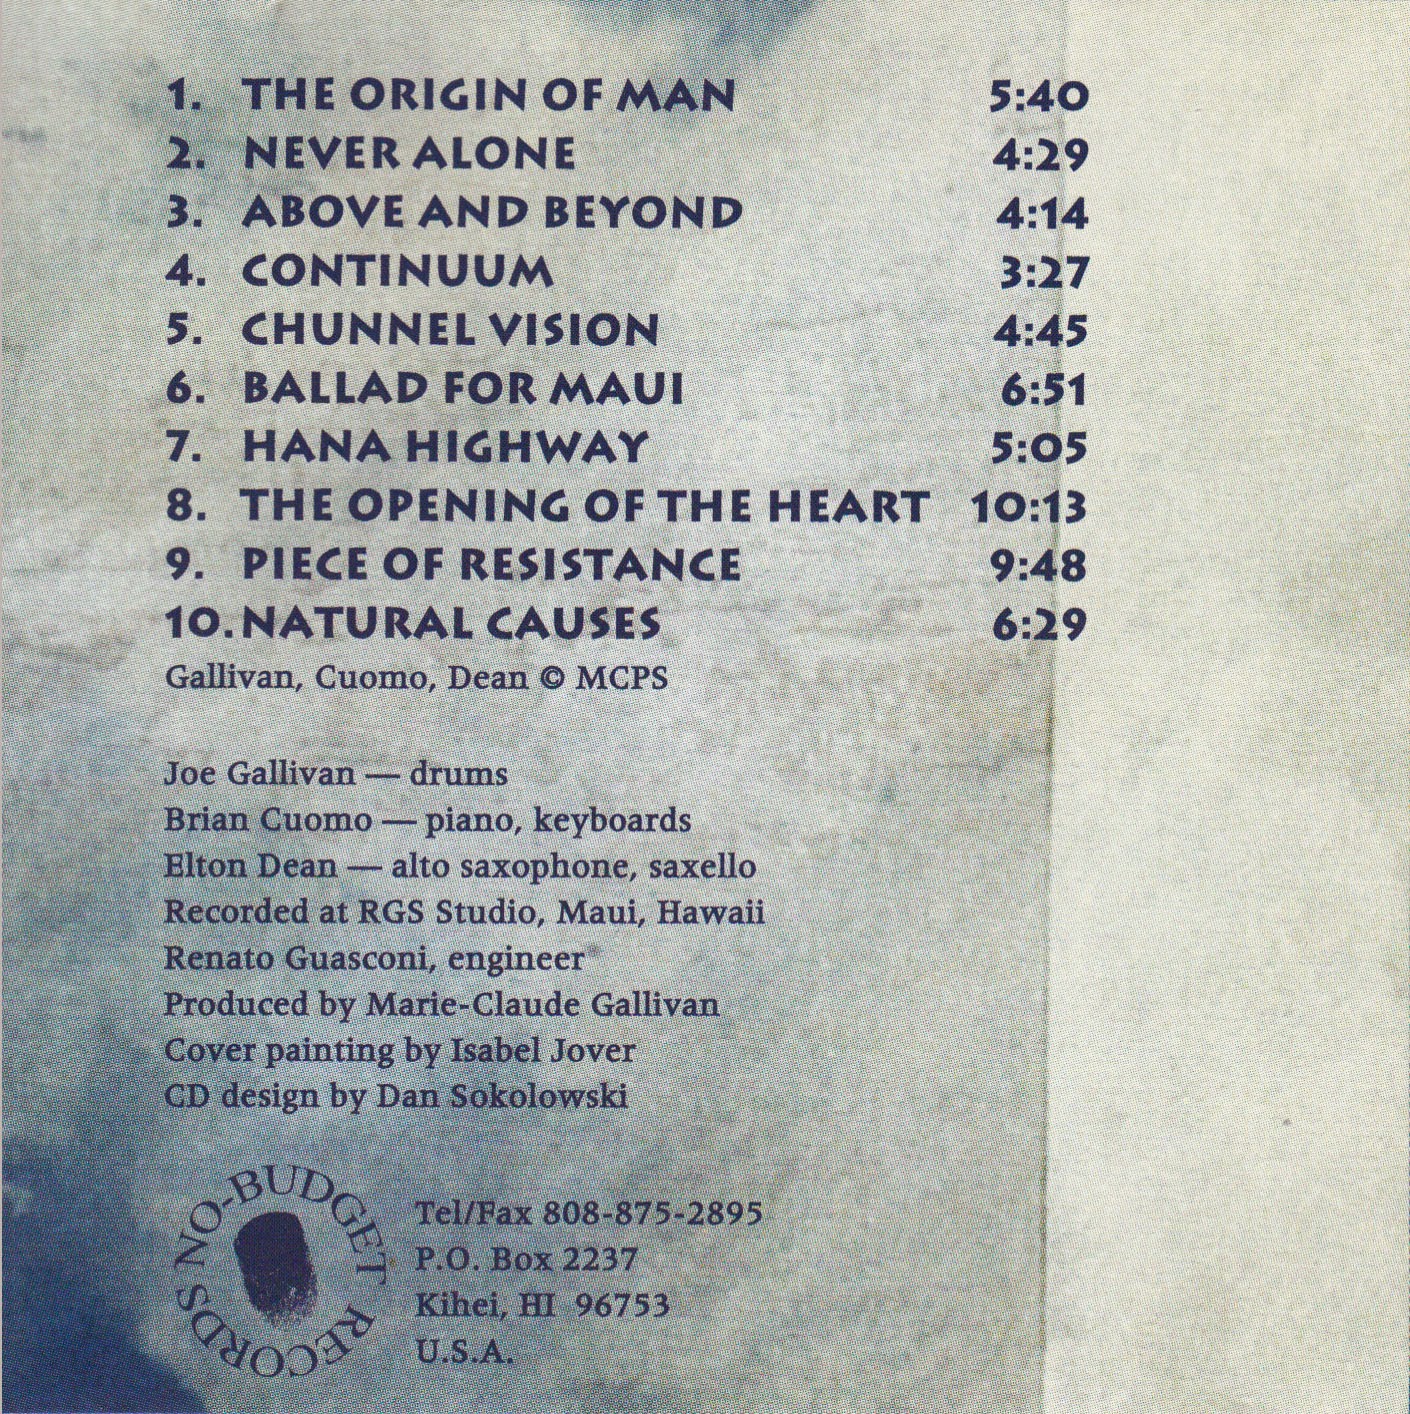 1. THE ORIGIN OF MAN 5:40
2. NEVER ALONE 4:29
3. ABOVE AND BEYOND 4:14
4. CONTINUUM 3:27
5. CHUNNEL VISION 4:45
6. BALLAD FOR MAUI 6:51
7. HANA HIGHWAY 5:05
8. THE OPENING OF THE HEART 10:13
9. PIECE OF RESISTANCE 9:48
10. NATURAL CAUSES 6:29
Gallivan, Cuomo, Dean © MCPS
Joe Gallivan — drums
Brian Cuomo — piano, keyboards
Elton Dean — alto saxophone, saxello
Recorded at RGS Studio, Maui, Hawaii
Renato Guasconi, engineer
Produced by Marie-Claude Gallivan
Cover painting by Isabel Jover
CD design by Dan Sokolowski
NO-BUDGET RECORDS
Tel/Fax 808-875-2895
P.O. Box 2237
Kihei, HI 96753
U.S.A.